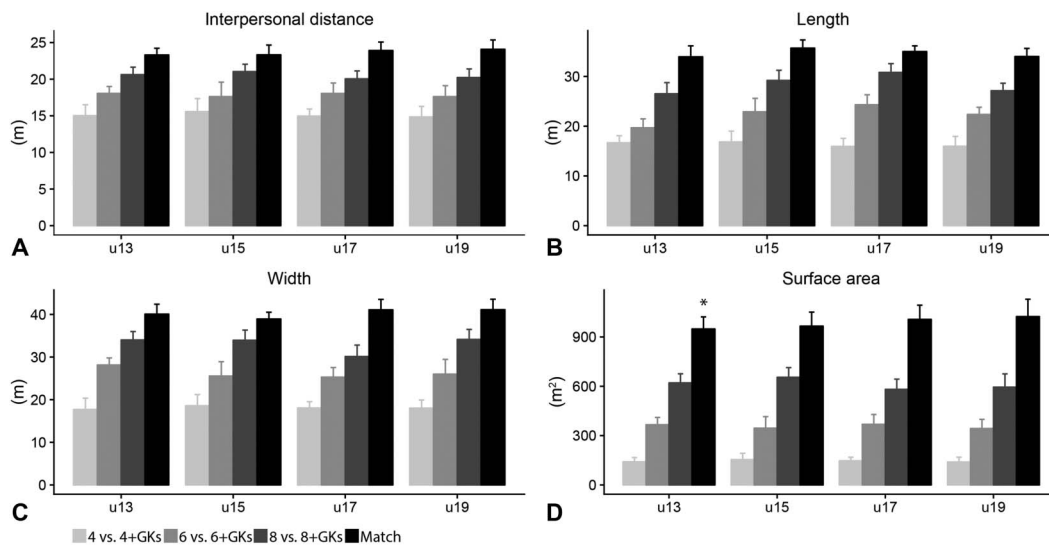 Interpersonal distance
25
20
15
10
5
0
(m)
u13 u15 u17 u19
A
Length
30
20
10
0
(m)
u13 u15 u17 u19
B
Width
40
30
20
10
0
(m)
u13 u15 u17 u19
C
Surface area
*
900
600
300
0
(m²)
u13 u15 u17 u19
D
4 vs. 4+GKs 6 vs. 6+GKs 8 vs. 8+GKs Match